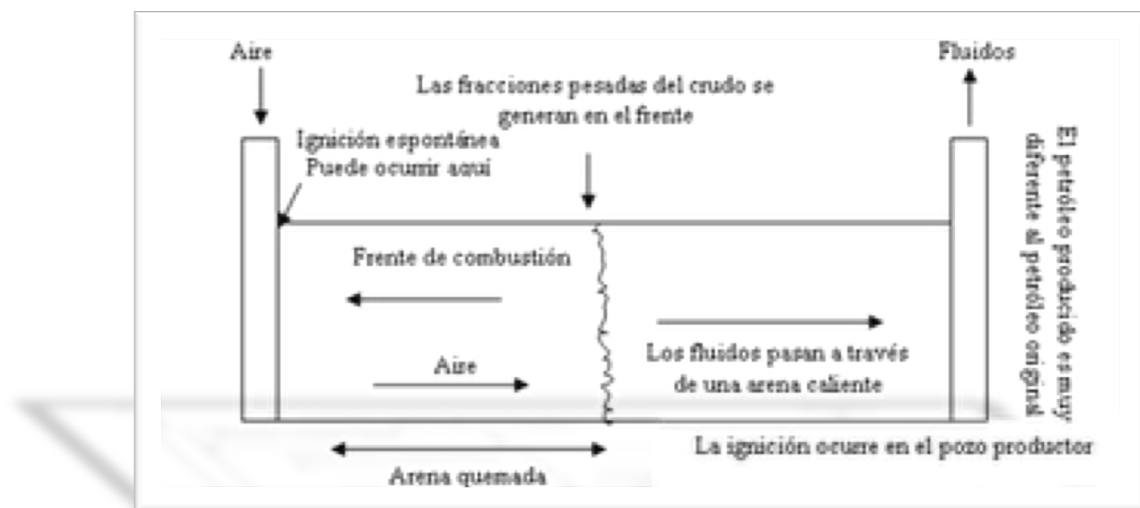 Aire
Fluidos
Las fracciones pesadas del crudo se
generan en el frente
Ignición espontánea
Puede ocurrir aquí
Frente de combustión
Aire
Los fluidos pasan a través
de una arena caliente
El petróleo producido es muy
diferente al petróleo original
La ignición ocurre en el pozo productor
Arena quemada